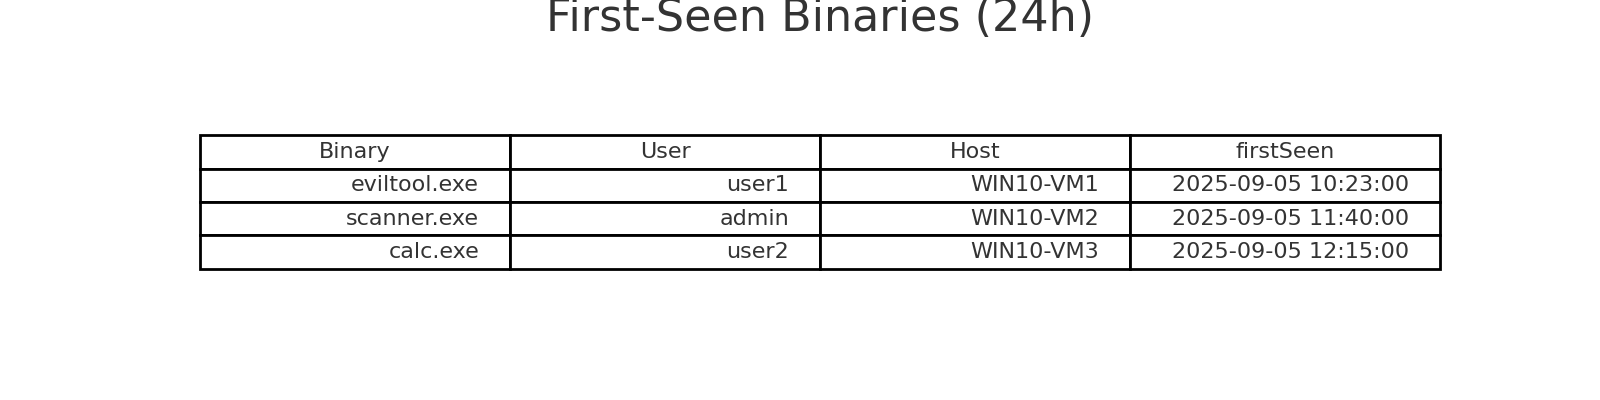 First-Seen Binaries (24h)
Binary User Host firstSeen
eviltool.exe user1 WIN10-VM1 2025-09-05 10:23:00
scanner.exe admin WIN10-VM2 2025-09-05 11:40:00
calc.exe user2 WIN10-VM3 2025-09-05 12:15:00